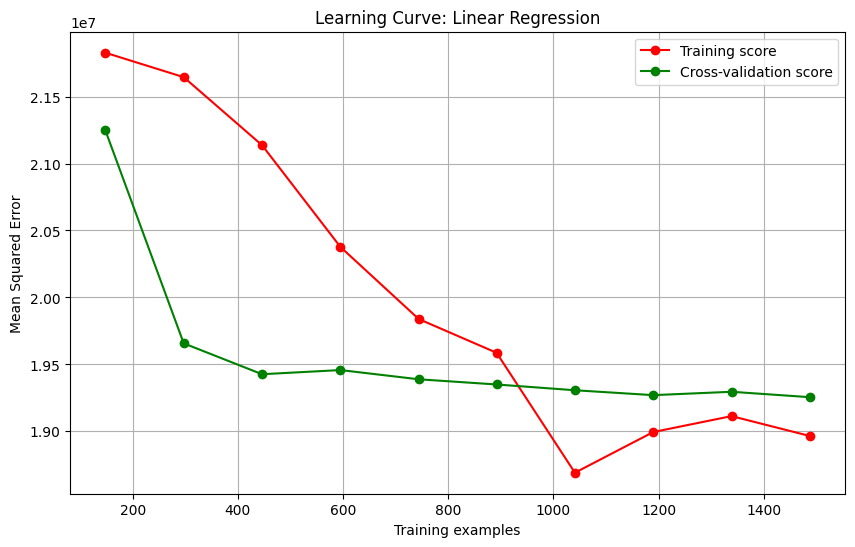 Learning Curve: Linear Regression
1e7
Training score
Cross-validation score
2.15
2.10
2.05
2.00
1.95
1.90
Mean Squared Error
200
400
600
800
1000
1200
1400
Training examples